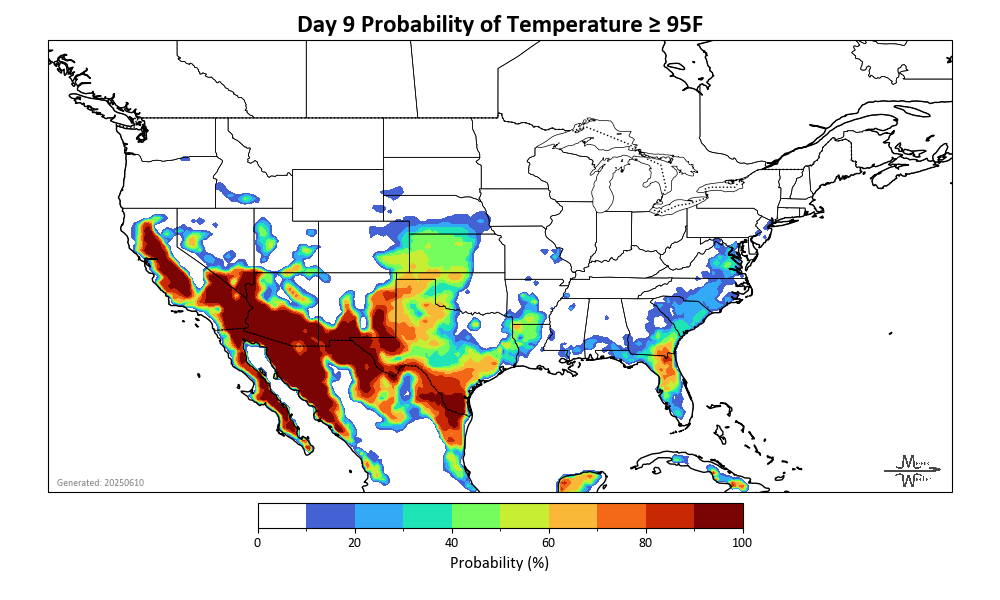 Day 9 Probability of Temperature ≥ 95F
Generated: 20250610
0 20 40 60 80 100
Probability (%)